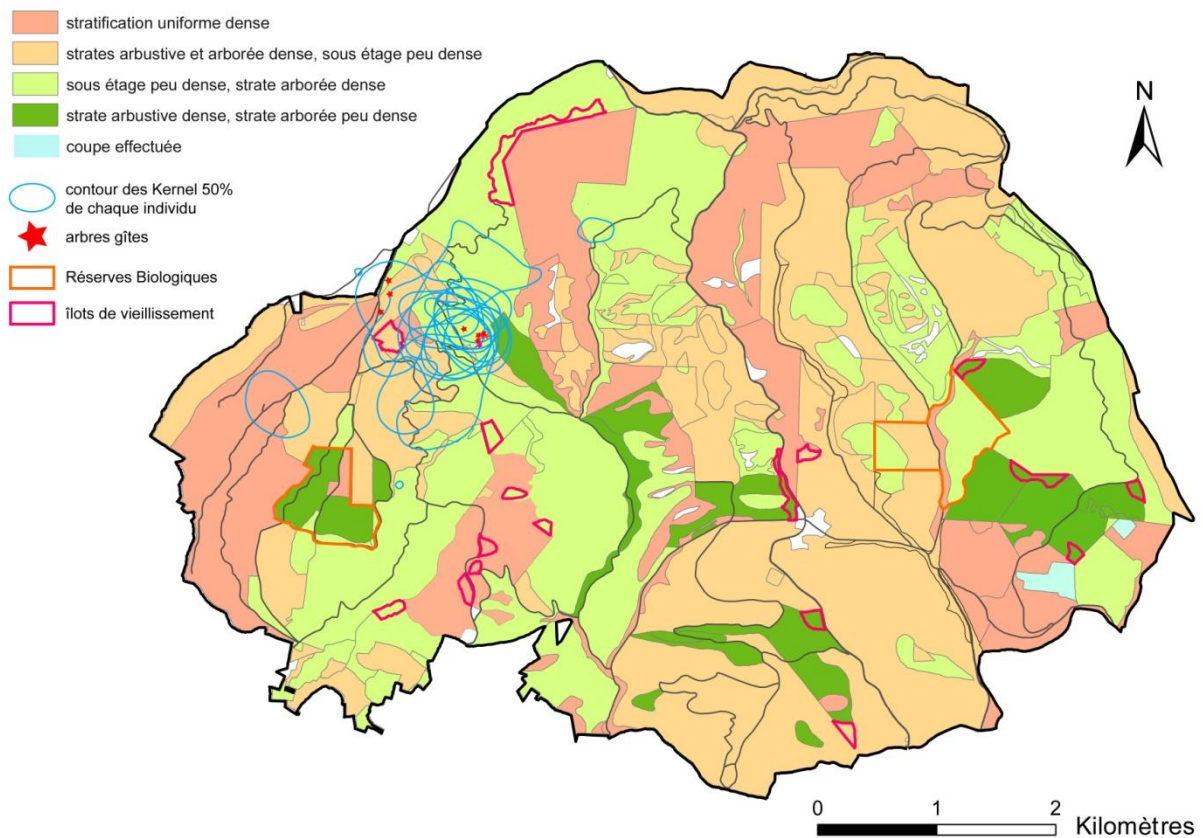 stratification uniforme dense
strates arbustive et arborée dense, sous étage peu dense
sous étage peu dense, strate arborée dense
strate arbustive dense, strate arborée peu dense
coupe effectuée
contour des Kernel 50%
de chaque individu
arbres gîtes
Réserves Biologiques
îlots de vieillissement
N
0 1 2
Kilomètres